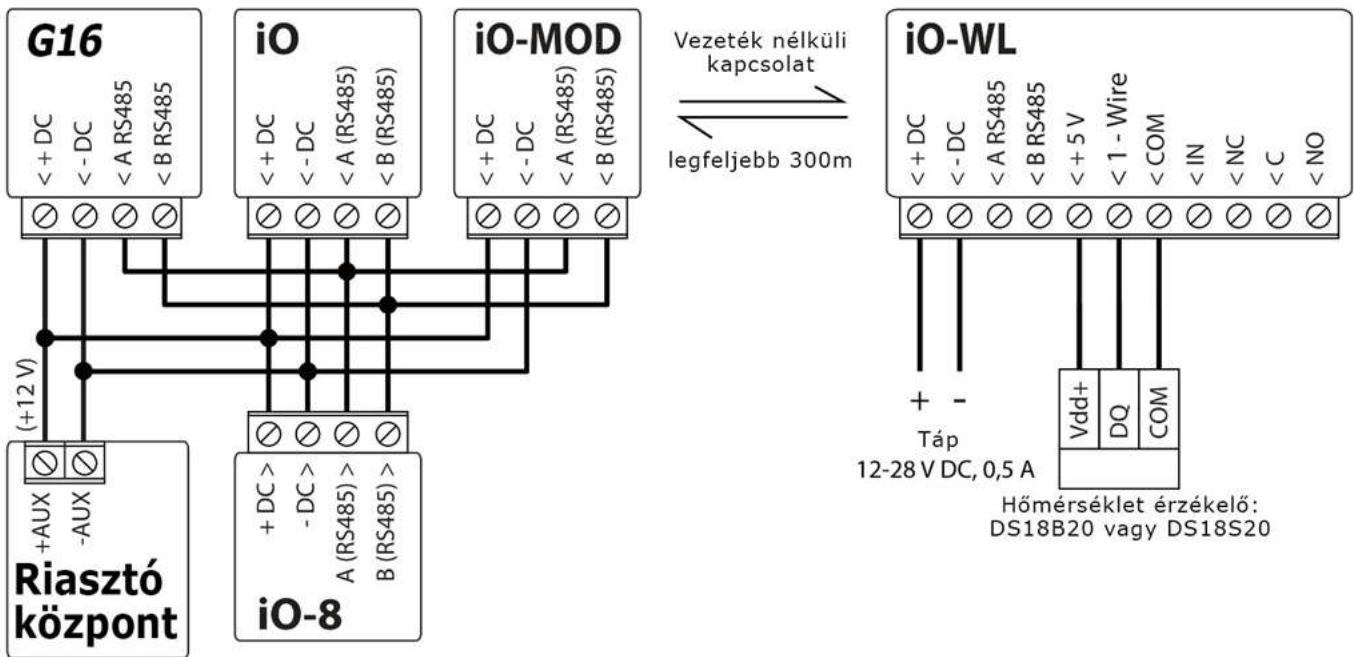 G16
< + DC
< - DC
< A RS485
< B RS485
iO
< + DC
< - DC
< A (RS485)
< B (RS485)
iO-MOD
< + DC
< - DC
< A (RS485)
< B (RS485)
Vezeték nélküli
kapcsolat
legfeljebb 300m
iO-WL
< + DC
< - DC
< A RS485
< B RS485
< + 5 V
< 1 - Wire
< COM
< IN
< NC
< C
< NO
(+12 V)
+AUX
-AUX
Riasztó
központ
+ DC >
- DC >
A (RS485) >
B (RS485) >
iO-8
+ -
Táp
12-28 V DC, 0,5 A
Vdd+
DQ
COM
Hőmérséklet érzékelő:
DS18B20 vagy DS18S20